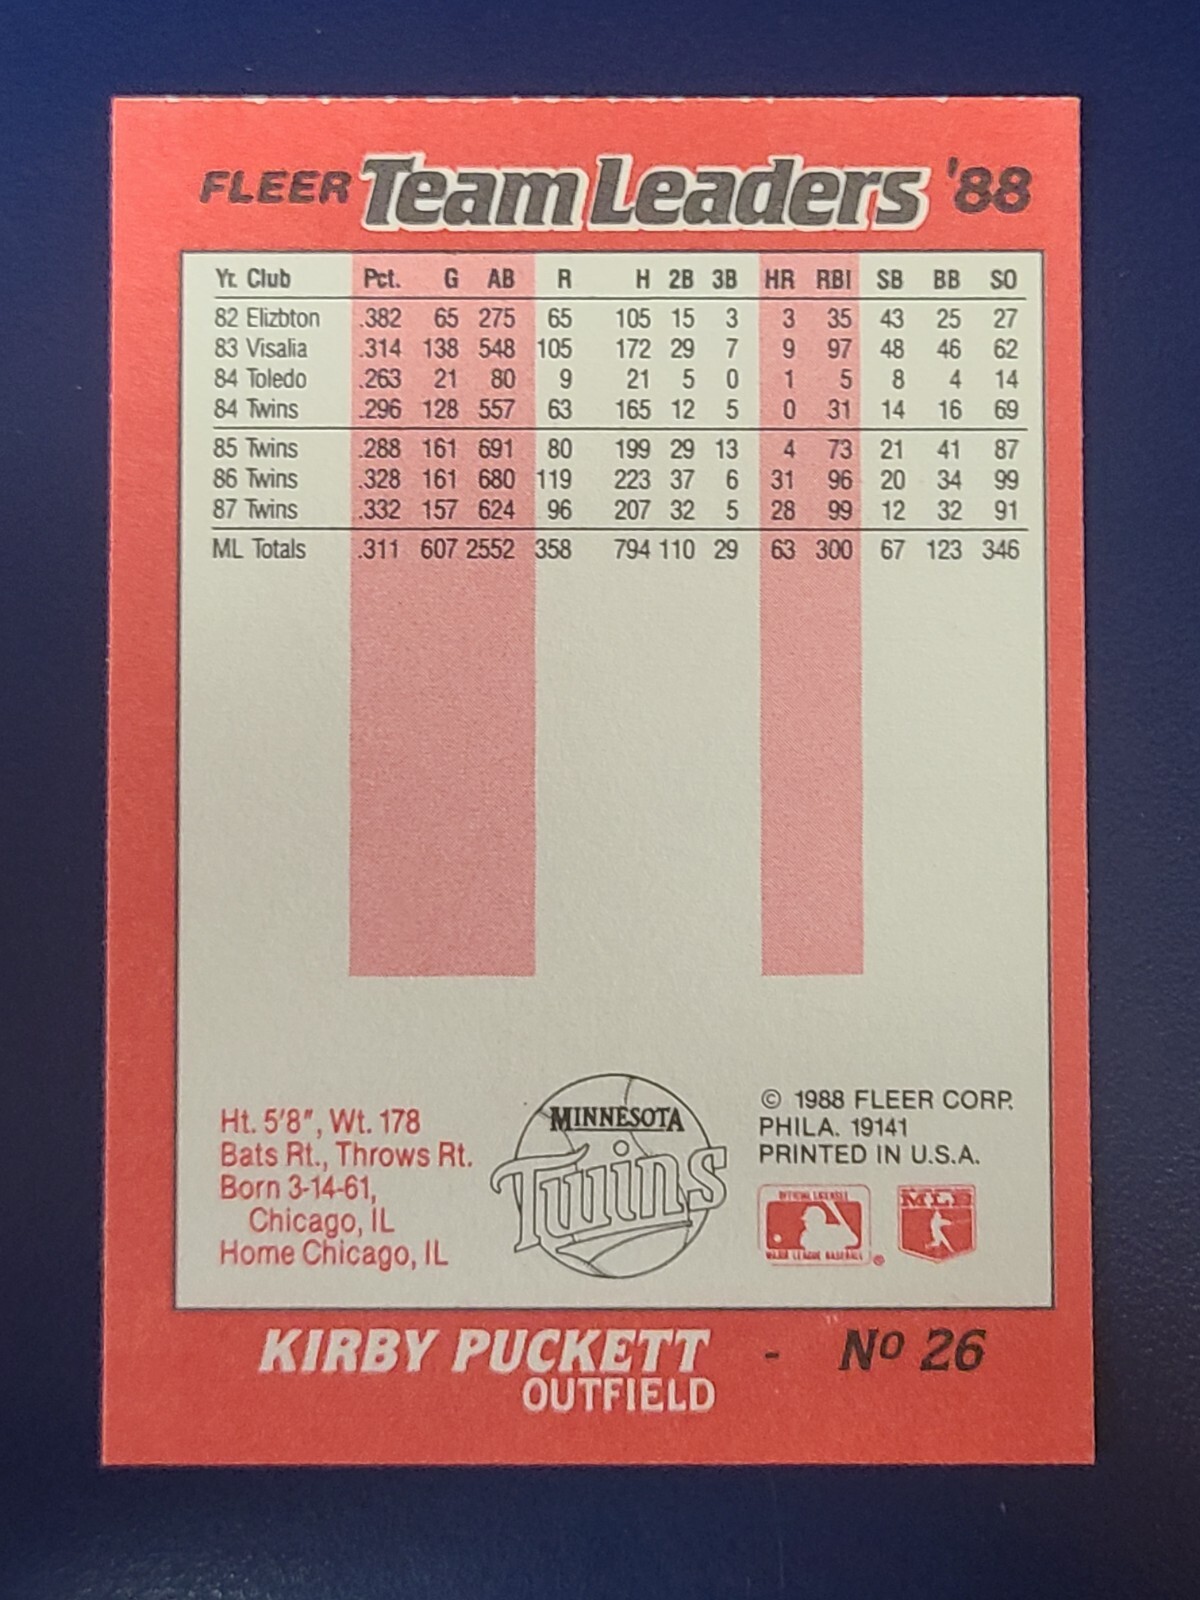 FLEER Team Leaders '88
Yr. Club Pct. G AB R H 2B 3B HR RBI SB BB SO
82 Elizbton .382 65 275 65 105 15 3 3 35 43 25 27
83 Visalia .314 138 548 105 172 29 7 9 97 48 46 62
84 Toledo .263 21 80 9 21 5 0 1 5 8 4 14
84 Twins .296 128 557 63 165 12 5 0 31 14 16 69
85 Twins .288 161 691 80 199 29 13 4 73 21 41 87
86 Twins .328 161 680 119 223 37 6 31 96 20 34 99
87 Twins .332 157 624 96 207 32 5 28 99 12 32 91
ML Totals .311 607 2552 358 794 110 29 63 300 67 123 346
Ht. 5'8", Wt. 178
Bats Rt., Throws Rt.
Born 3-14-61,
Chicago, IL
Home Chicago, IL
MINNESOTA
Twins
© 1988 FLEER CORP.
PHILA. 19141
PRINTED IN U.S.A.
OFFICIAL LICENSEE
MAJOR LEAGUE BASEBALL
®
MLB
KIRBY PUCKETT - No 26
OUTFIELD